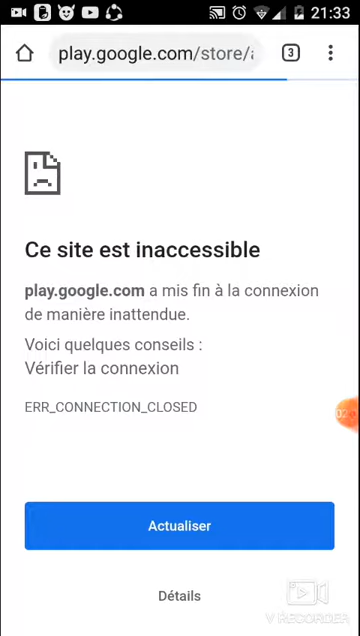 21:33
play.google.com/store/a
3
Ce site est inaccessible
play.google.com a mis fin à la connexion
de manière inattendue.
Voici quelques conseils :
Vérifier la connexion
ERR_CONNECTION_CLOSED
Actualiser
Détails
V RECORDER